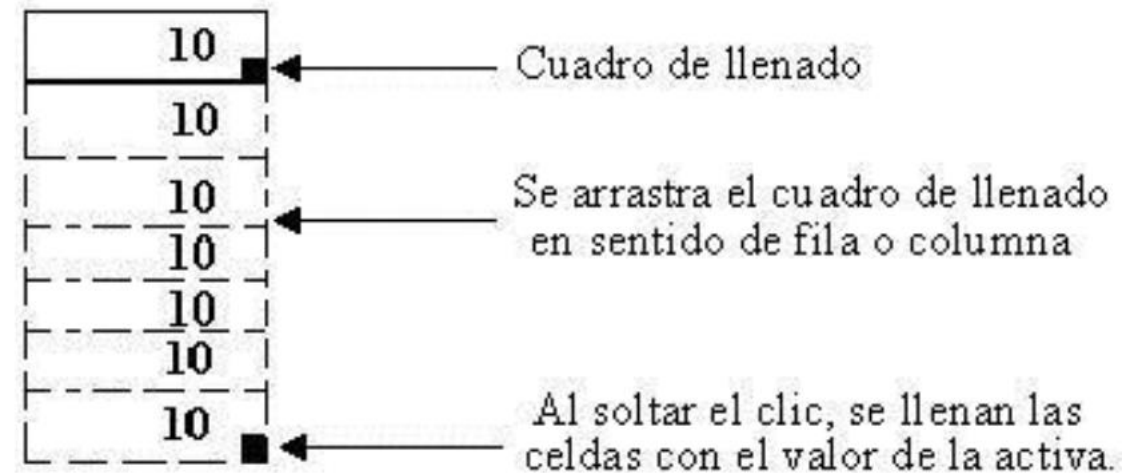 10
Cuadro de llenado
10
10
Se arrastra el cuadro de llenado
en sentido de fila o columna
10
10
10
10
Al soltar el clic, se llenan las
celdas con el valor de la activa.